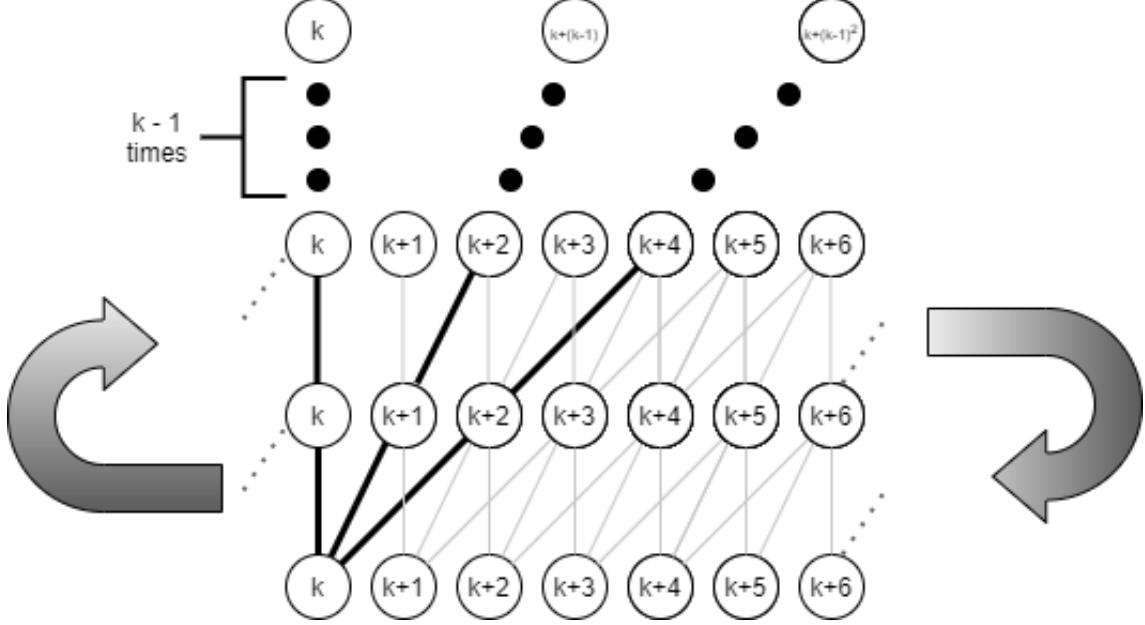 k k+(k-1) k+(k-1)²
k - 1
times
k k+1 k+2 k+3 k+4 k+5 k+6
k k+1 k+2 k+3 k+4 k+5 k+6
k k+1 k+2 k+3 k+4 k+5 k+6